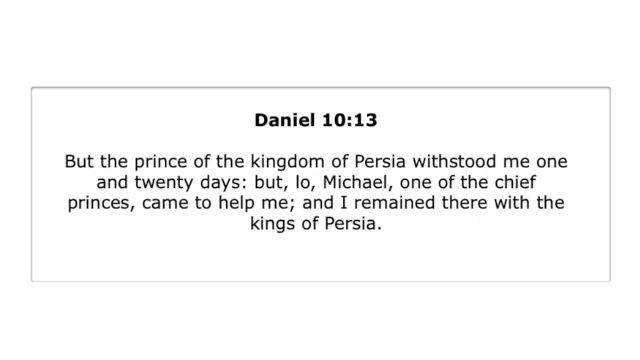 Daniel 10:13
But the prince of the kingdom of Persia withstood me one
and twenty days: but, lo, Michael, one of the chief
princes, came to help me; and I remained there with the
kings of Persia.